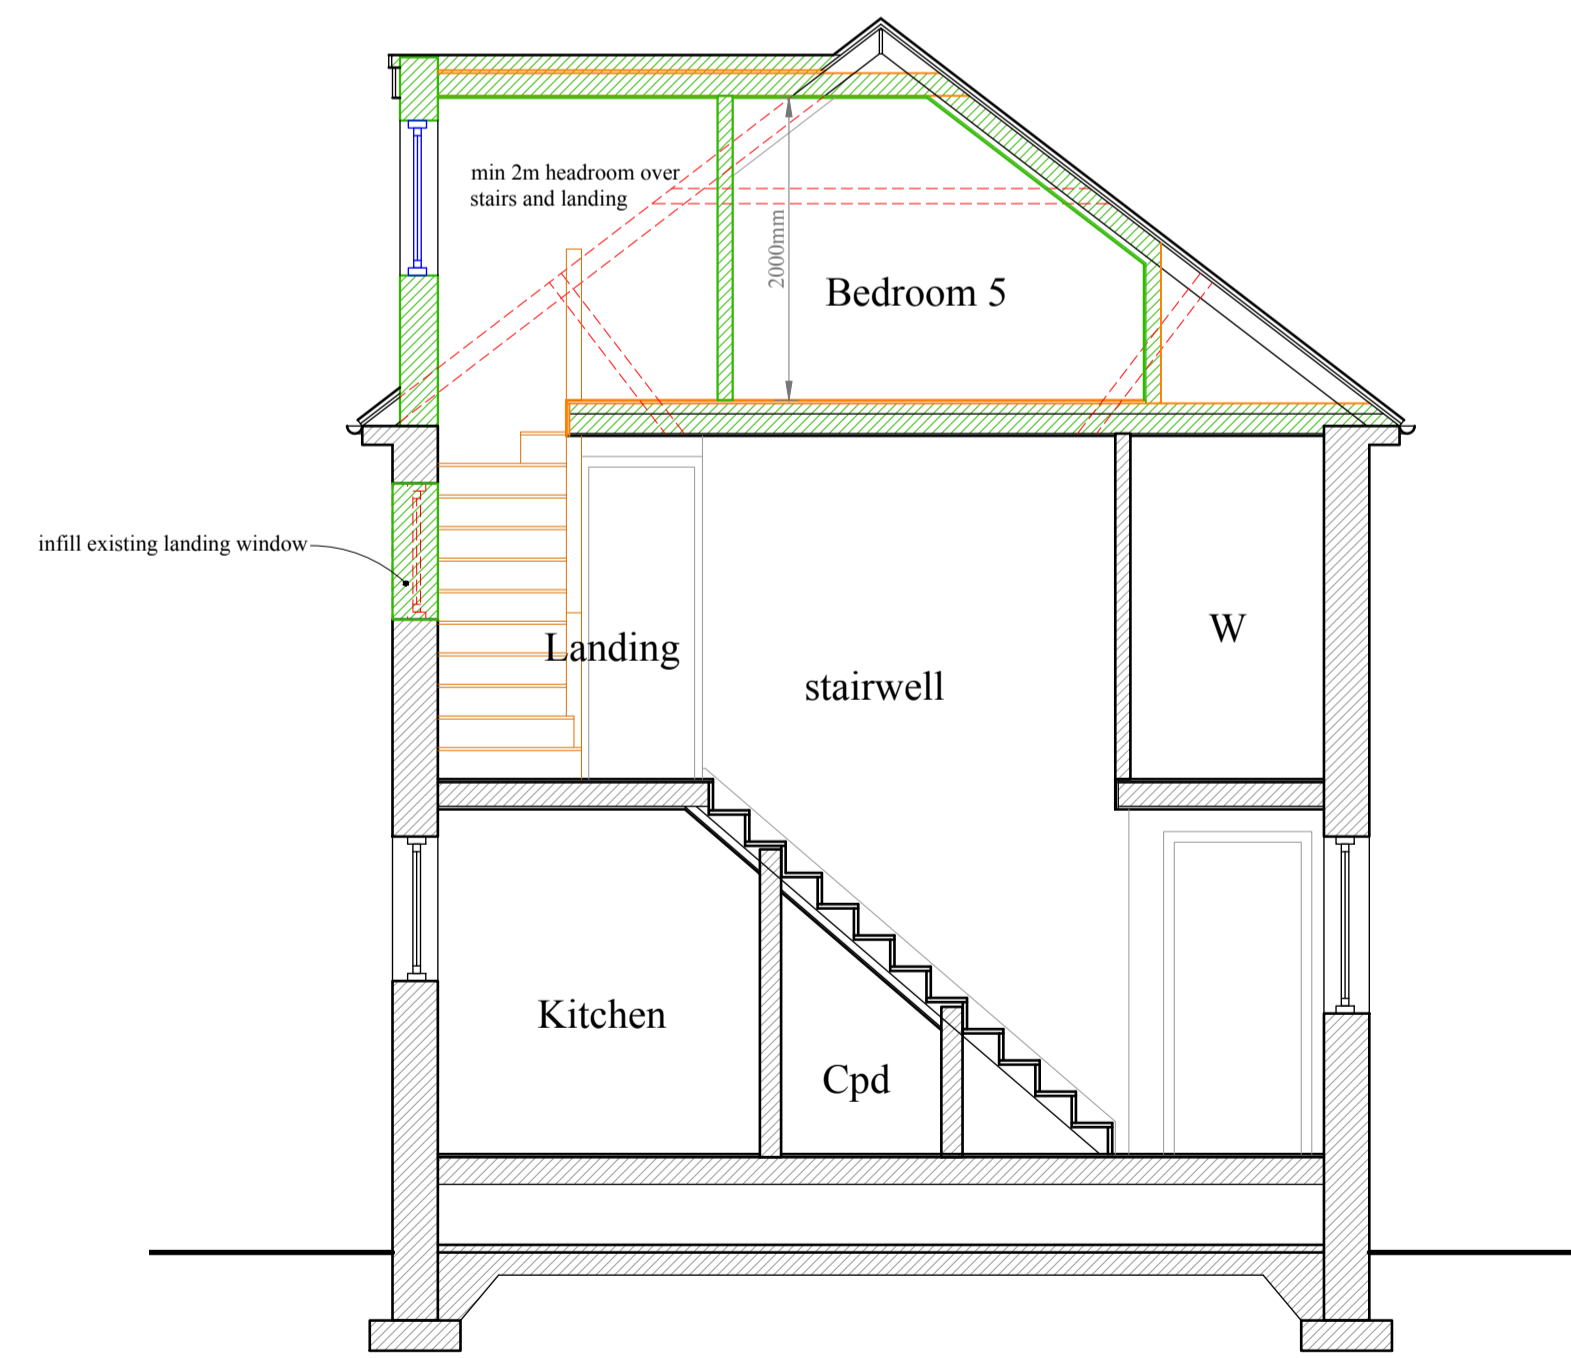 min 2m headroom over
stairs and landing
2000mm
Bedroom 5
infill existing landing window
Landing
stairwell
W
Kitchen
Cpd